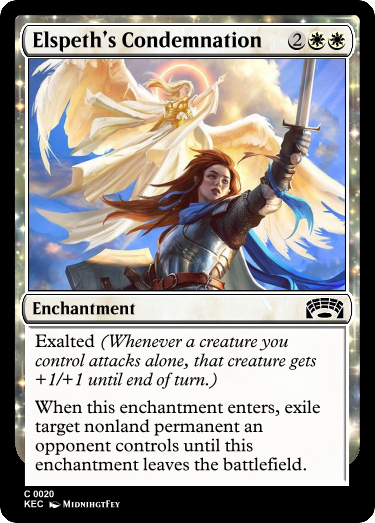 Elspeth's Condemnation 2
Enchantment
Exalted (Whenever a creature you
control attacks alone, that creature gets
+1/+1 until end of turn.)
When this enchantment enters, exile
target nonland permanent an
opponent controls until this
enchantment leaves the battlefield.
C 0020
KEC MidnihgtFey